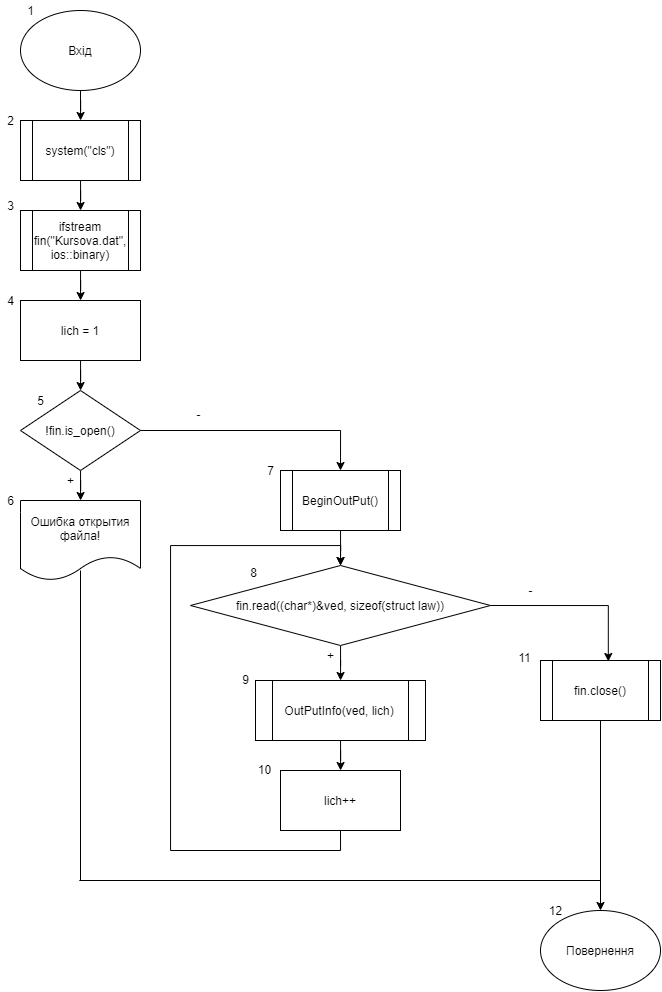 1
Вхід
2
system("cls")
3
ifstream
fin("Kursova.dat",
ios::binary)
4
lich = 1
5
!fin.is_open()
-
+
6
Ошибка открытия
файла!
7
BeginOutPut()
8
fin.read((char*)&ved, sizeof(struct law))
-
+
9
OutPutInfo(ved, lich)
10
lich++
11
fin.close()
12
Повернення